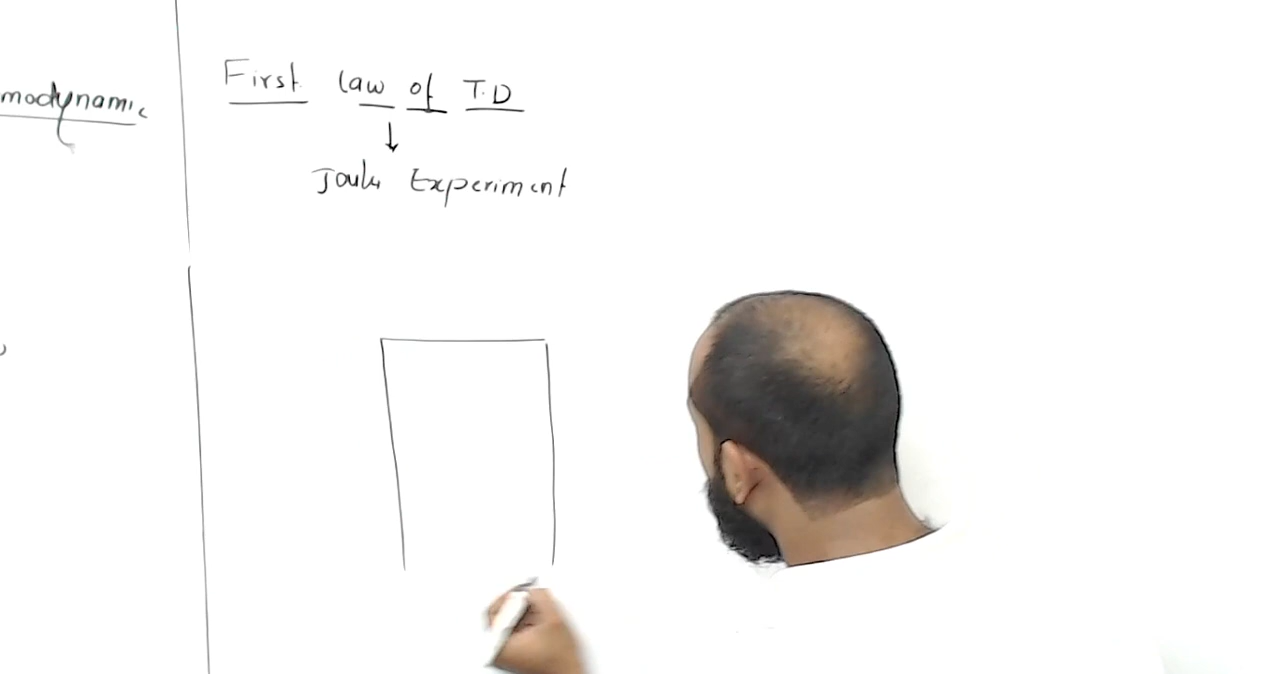 modynamic
First law of T.D
↓
Joule Experiment